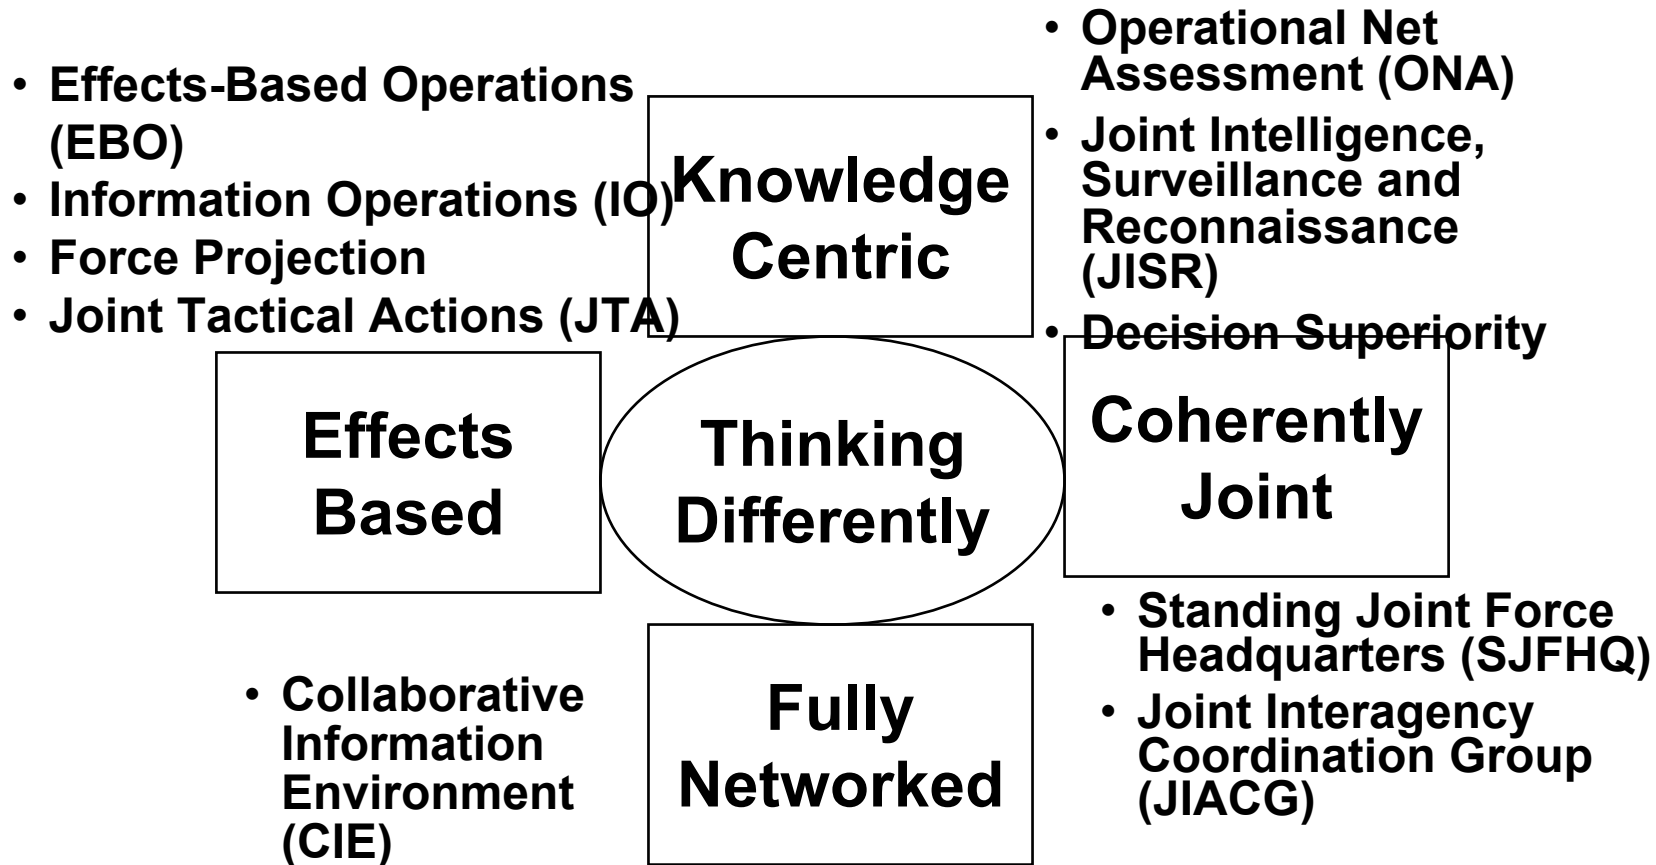 • Effects-Based Operations
(EBO)
• Information Operations (IO)
• Force Projection
• Joint Tactical Actions (JTA)
Knowledge
Centric
• Operational Net
Assessment (ONA)
• Joint Intelligence,
Surveillance and
Reconnaissance
(JISR)
• Decision Superiority
Effects
Based
Thinking
Differently
Coherently
Joint
• Collaborative
Information
Environment
(CIE)
Fully
Networked
• Standing Joint Force
Headquarters (SJFHQ)
• Joint Interagency
Coordination Group
(JIACG)